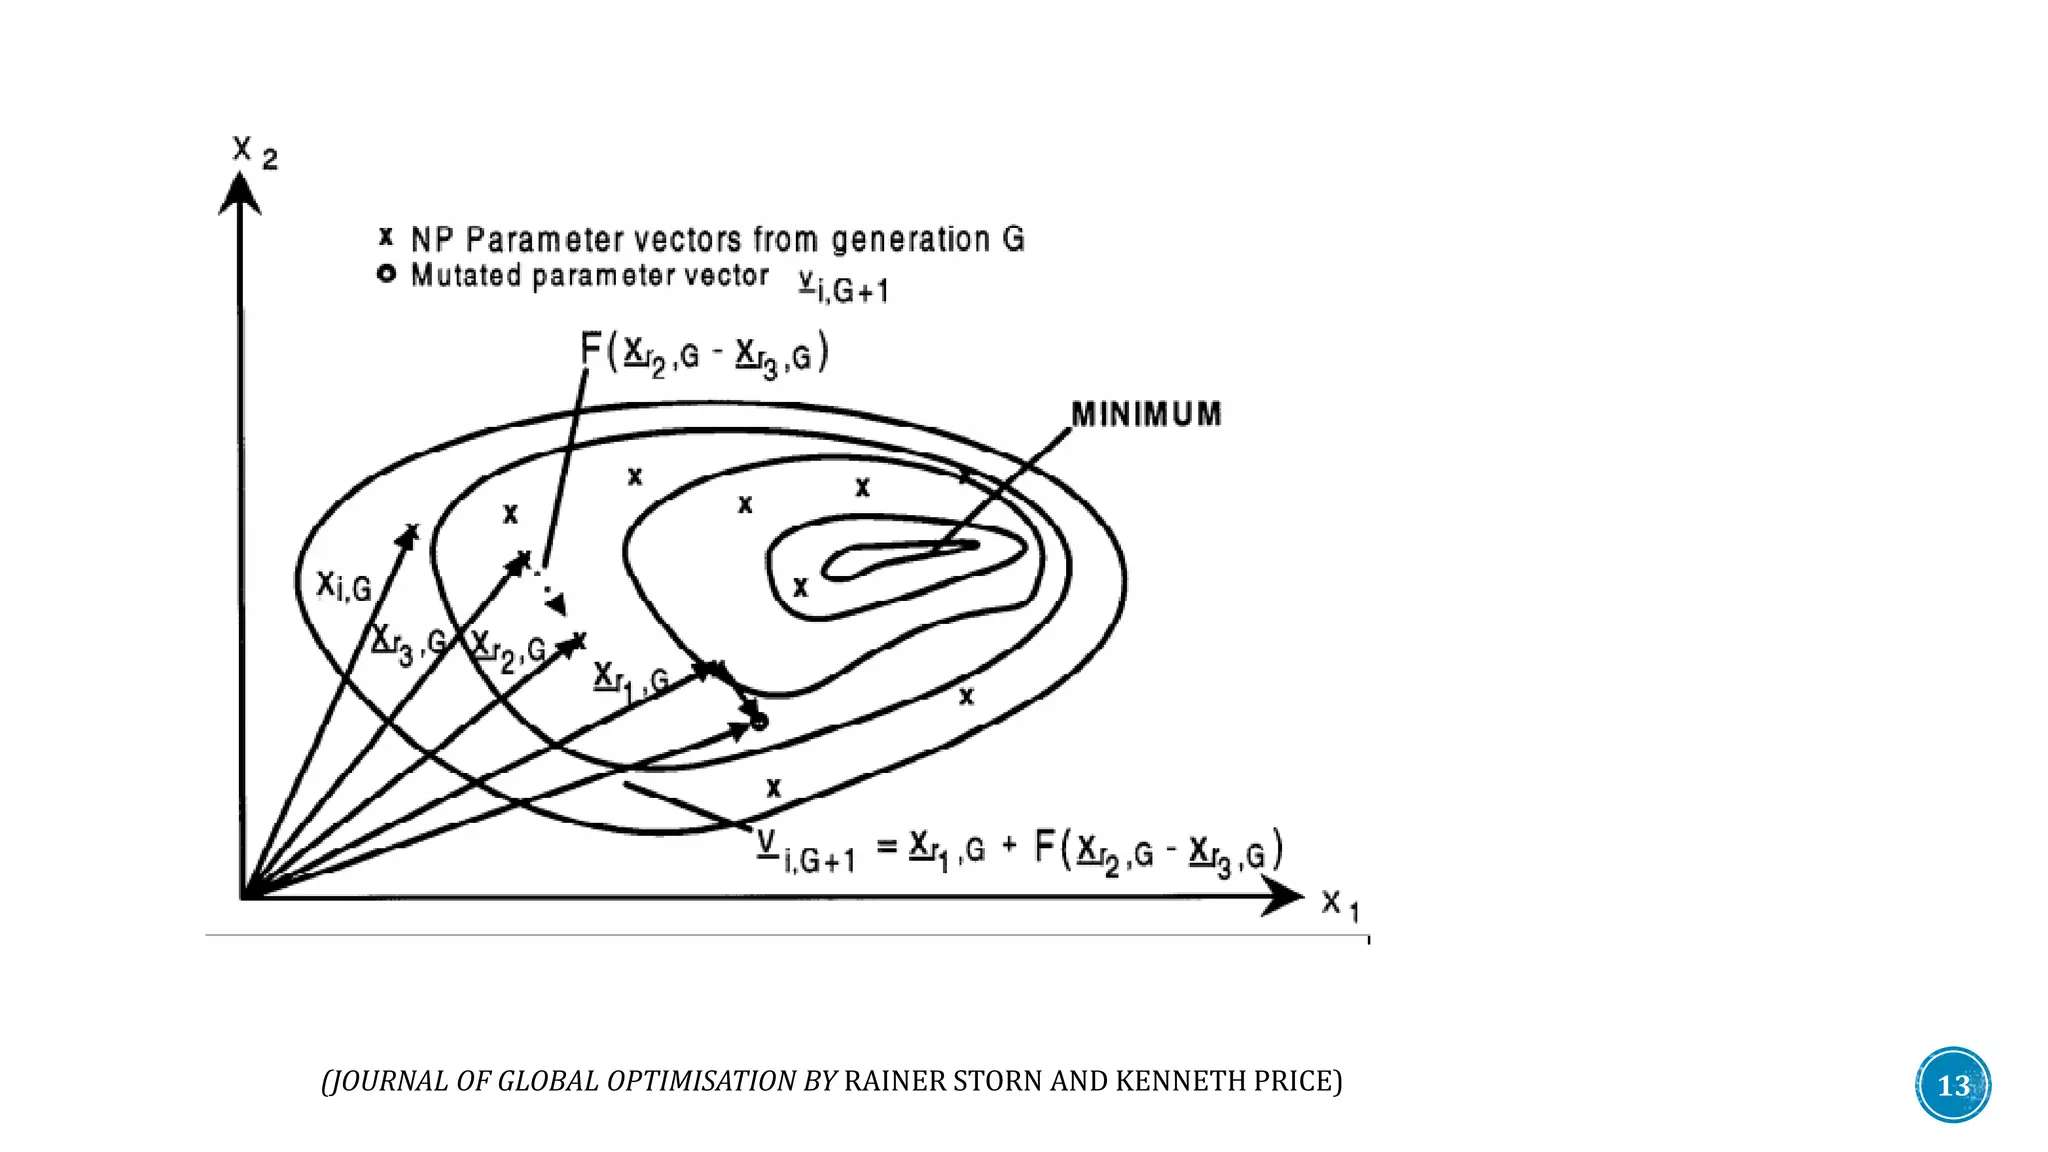 X 2
x NP Parameter vectors from generation G
Mutated parameter vector v i,G+1
F(x r2,G - x r3,G)
MINIMUM
x i,G
x r3,G
x r2,G
x r1,G
v i,G+1 = x r1,G + F(x r2,G - x r3,G)
X 1
(JOURNAL OF GLOBAL OPTIMISATION BY RAINER STORN AND KENNETH PRICE)
13